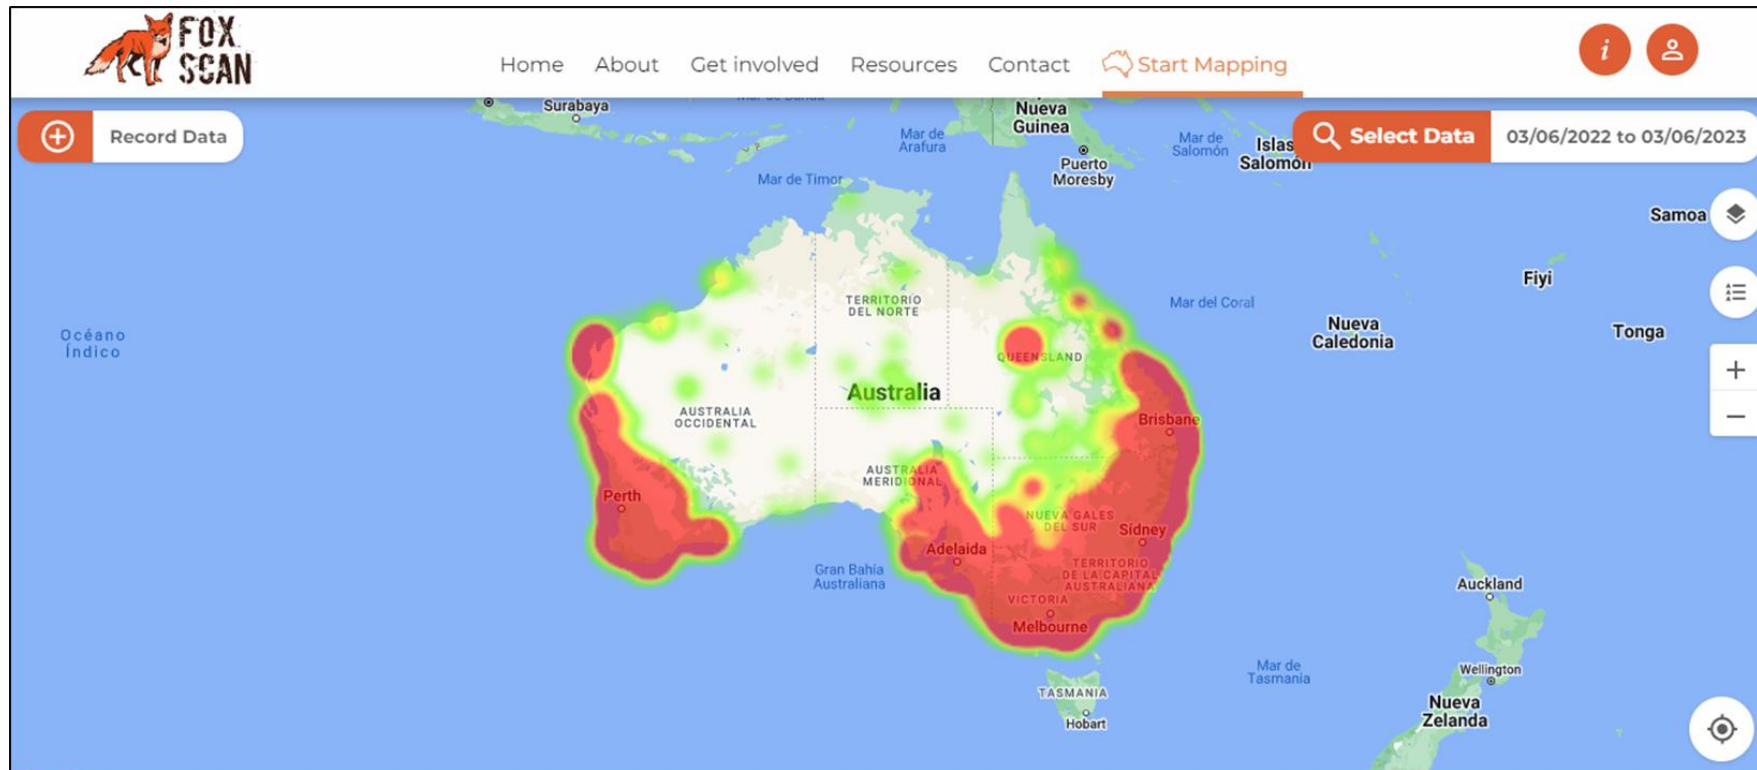 FOX
SCAN
Home
About
Get involved
Resources
Contact
Start Mapping
i
Record Data
Select Data
03/06/2022 to 03/06/2023
Surabaya
Nueva
Guinea
Mar de
Arafura
Mar de
Salomón
Islas
Salomón
Puerto
Moresby
Mar de Timor
Samoa
Fiyi
TERRITORIO
DEL NORTE
Mar del Coral
Océano
Índico
Nueva
Caledonia
Tonga
QUEENSLAND
Australia
AUSTRALIA
OCCIDENTAL
Brisbane
AUSTRALIA
MERIDIONAL
Perth
NUEVA GALES
DEL SUR
Sídney
Adelaida
Gran Bahía
Australiana
TERRITORIO
DE LA CAPITAL
AUSTRALIANA
VICTORIA
Melbourne
Auckland
Mar de
Tasmania
Wellington
TASMANIA
Hobart
Nueva
Zelanda